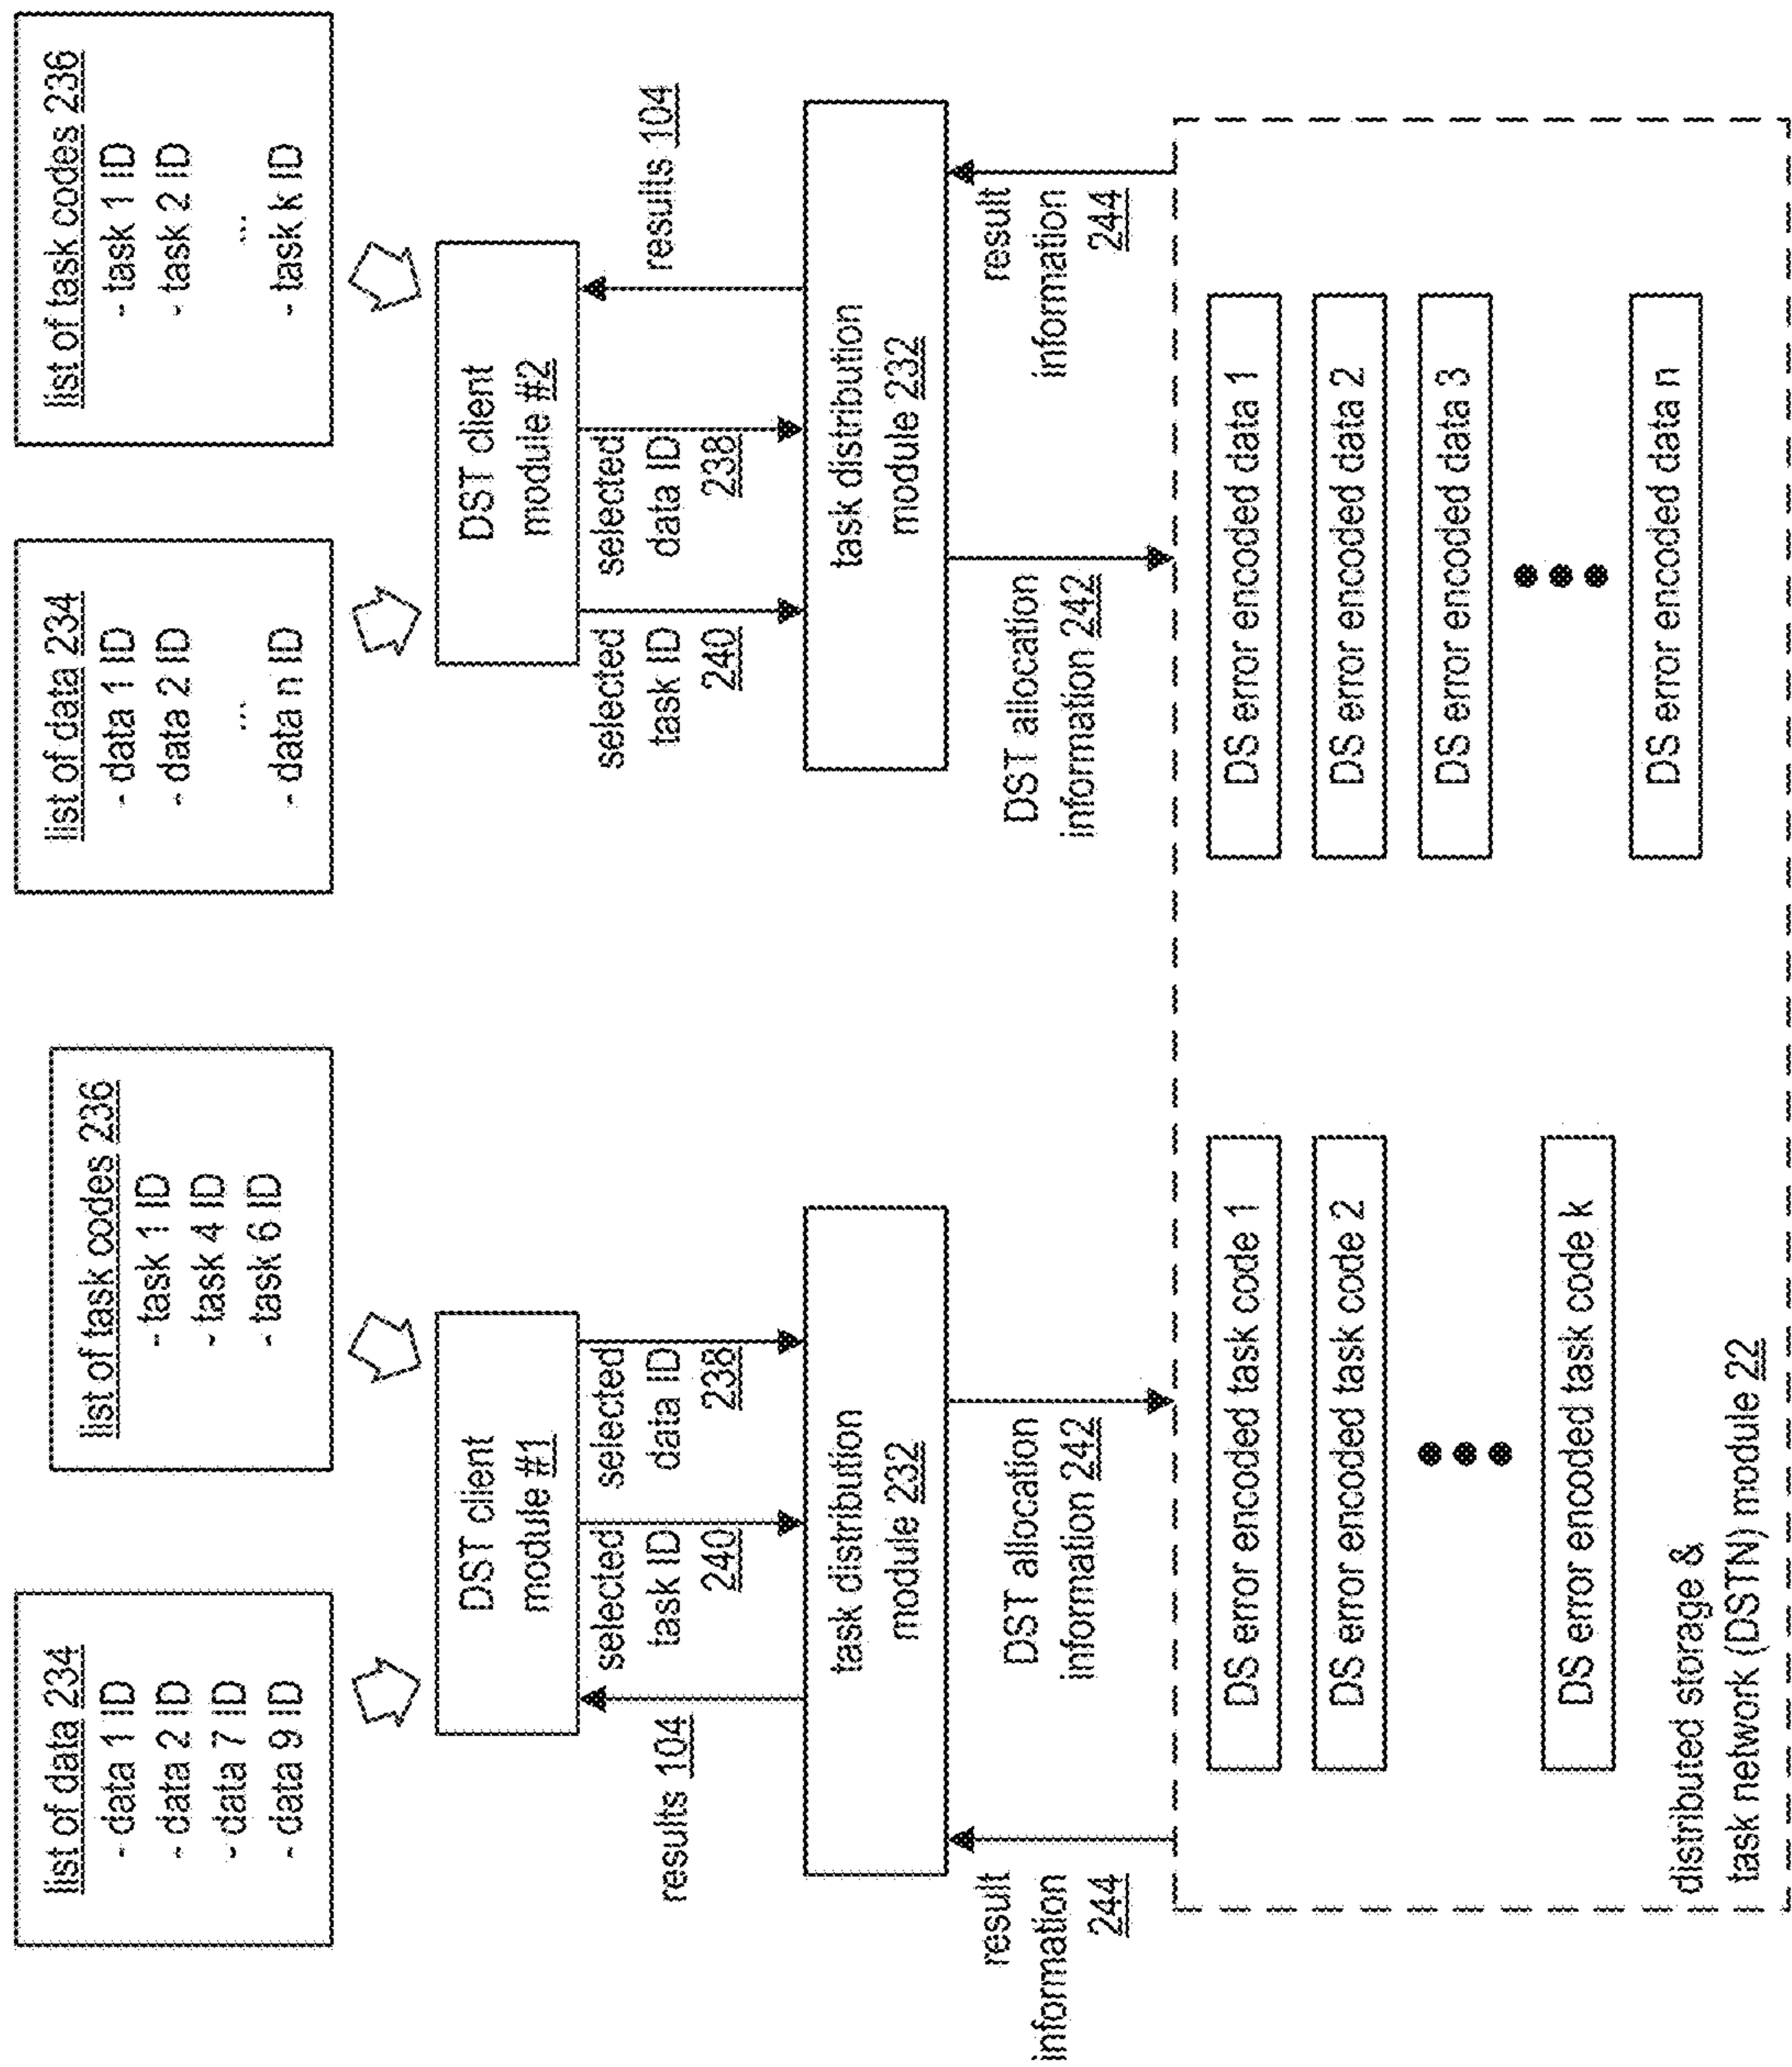 list of data 234
- data 1 ID
- data 2 ID
- data 7 ID
- data 9 ID
list of task codes 236
- task 1 ID
- task 4 ID
- task 6 ID
list of data 234
- data 1 ID
- data 2 ID
...
- data n ID
list of task codes 236
- task 1 ID
- task 2 ID
...
- task k ID
DST client
module #1
DST client
module #2
results 104
selected
task ID
240
selected
data ID
238
selected
task ID
240
selected
data ID
238
results 104
task distribution
module 232
task distribution
module 232
result
information
244
DST allocation
information 242
DST allocation
information 242
result
information
244
DS error encoded task code 1
DS error encoded task code 2
DS error encoded task code k
DS error encoded data 1
DS error encoded data 2
DS error encoded data 3
DS error encoded data n
distributed storage &
task network (DSTN) module 22